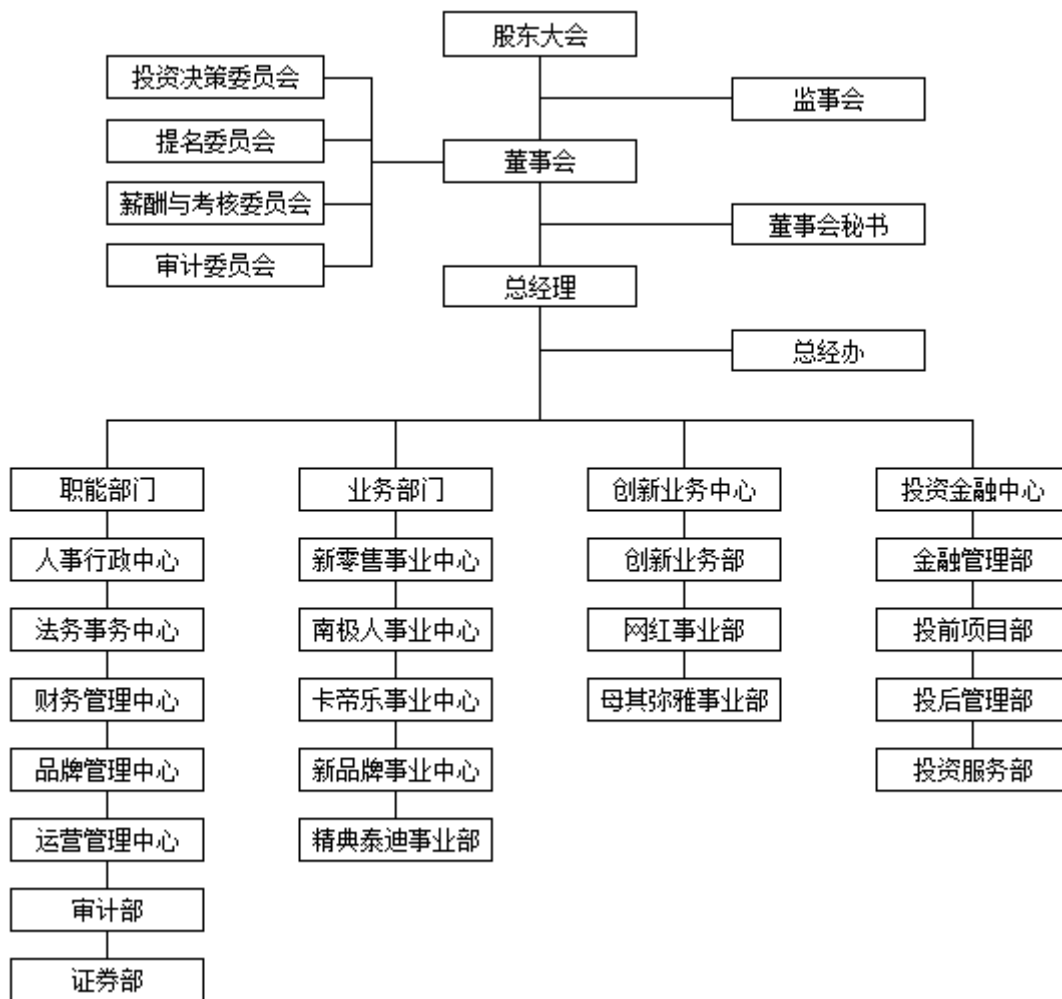 股东大会
投资决策委员会
监事会
提名委员会
董事会
薪酬与考核委员会
董事会秘书
审计委员会
总经理
总经办
职能部门
业务部门
创新业务中心
投资金融中心
人事行政中心
新零售事业中心
创新业务部
金融管理部
法务事务中心
南极人事业中心
网红事业部
投前项目部
财务管理中心
卡帝乐事业中心
母其弥雅事业部
投后管理部
品牌管理中心
新品牌事业中心
投资服务部
运营管理中心
精典泰迪事业部
审计部
证券部